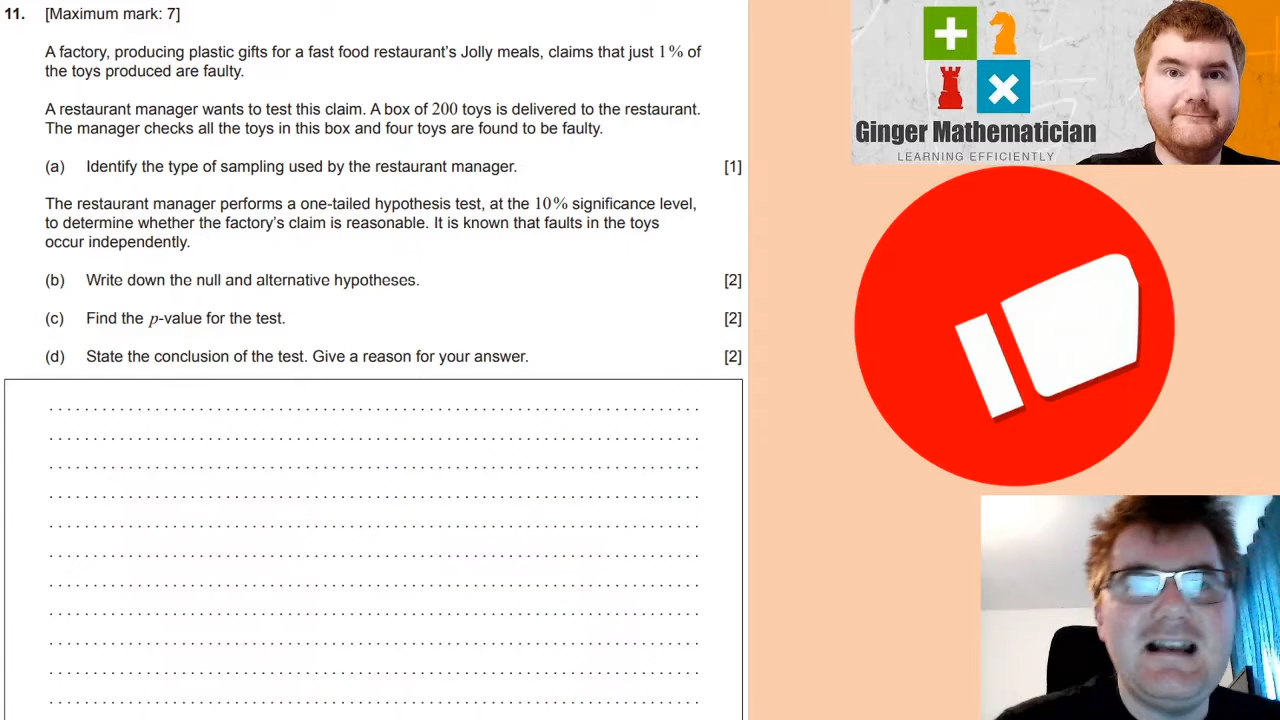 11. [Maximum mark: 7]
A factory, producing plastic gifts for a fast food restaurant's Jolly meals, claims that just 1% of
the toys produced are faulty.
A restaurant manager wants to test this claim. A box of 200 toys is delivered to the restaurant.
The manager checks all the toys in this box and four toys are found to be faulty.
(a) Identify the type of sampling used by the restaurant manager. [1]
The restaurant manager performs a one-tailed hypothesis test, at the 10% significance level,
to determine whether the factory's claim is reasonable. It is known that faults in the toys
occur independently.
(b) Write down the null and alternative hypotheses. [2]
(c) Find the p-value for the test. [2]
(d) State the conclusion of the test. Give a reason for your answer. [2]
Ginger Mathematician
LEARNING EFFICIENTLY